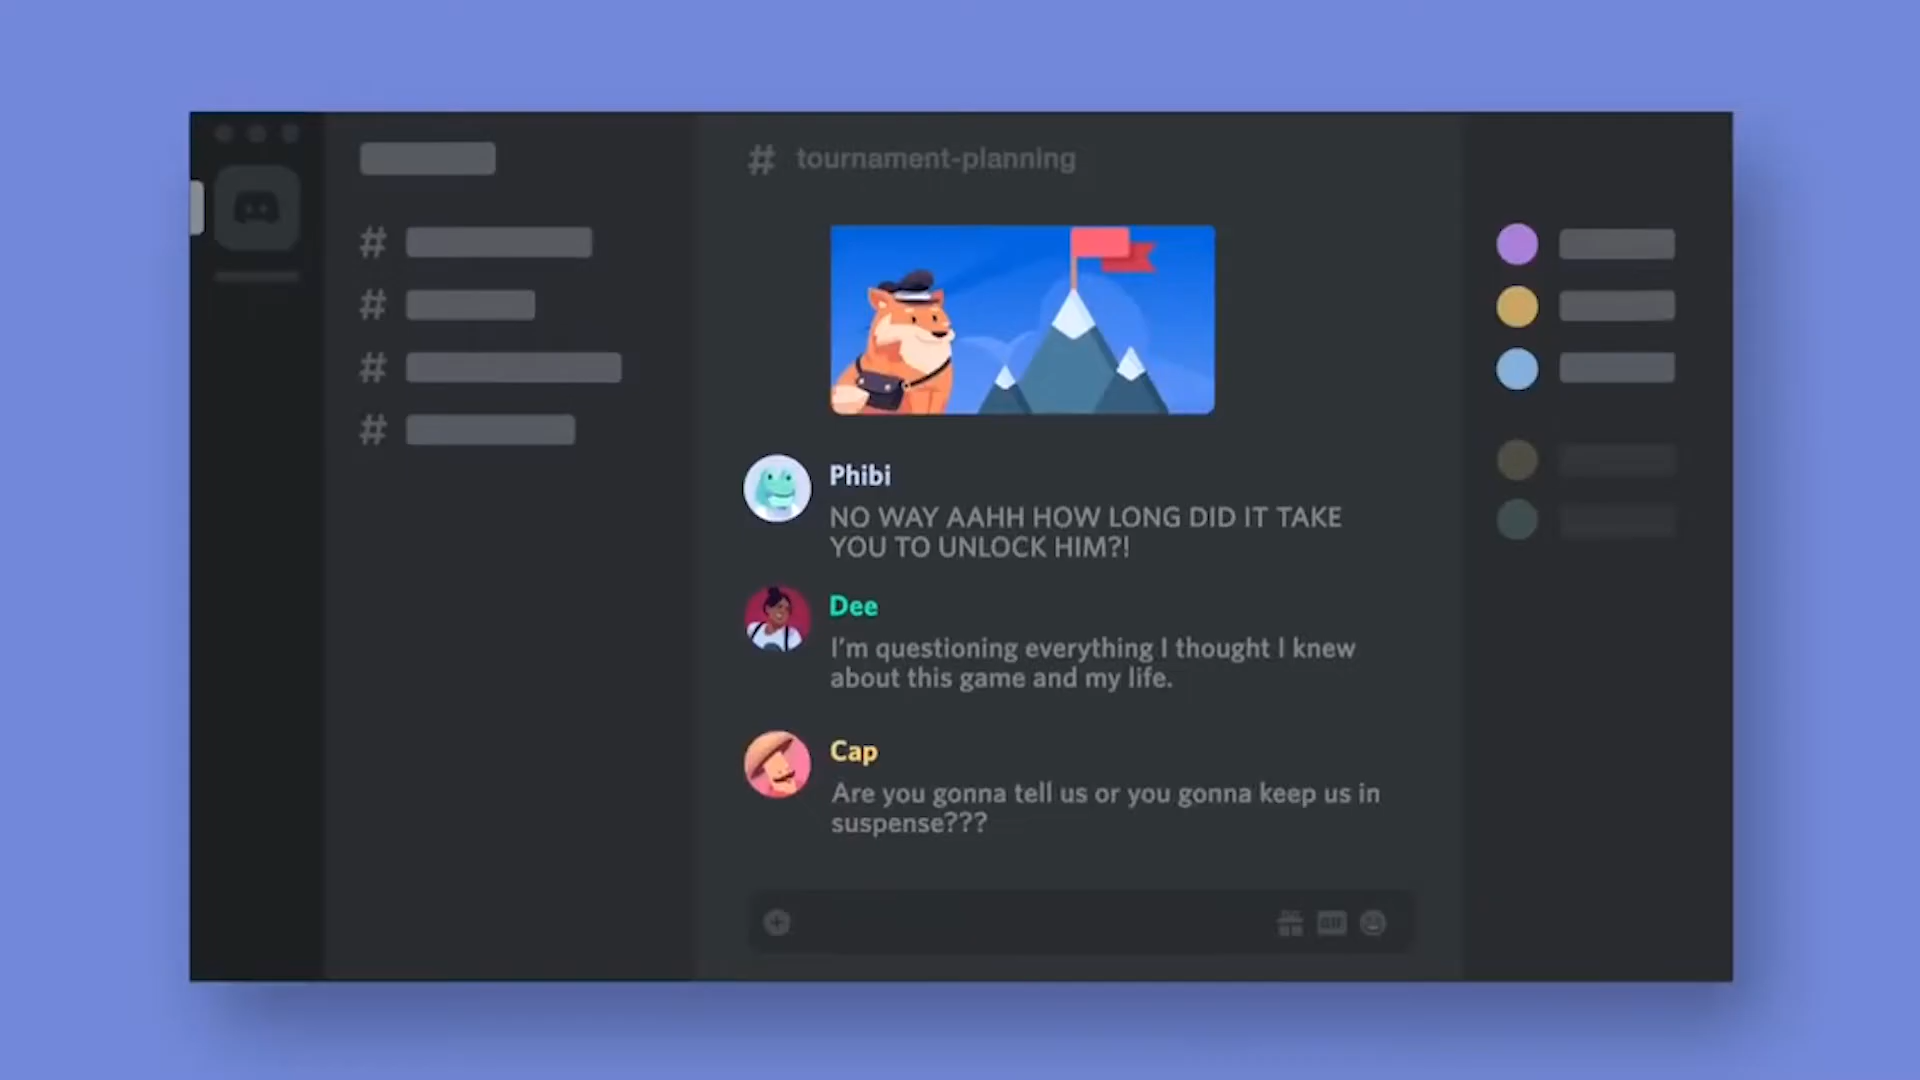 # tournament-planning
#
#
#
#
Phibi
NO WAY AAHH HOW LONG DID IT TAKE
YOU TO UNLOCK HIM?!
Dee
I'm questioning everything I thought I knew
about this game and my life.
Cap
Are you gonna tell us or you gonna keep us in
suspense???
GIF